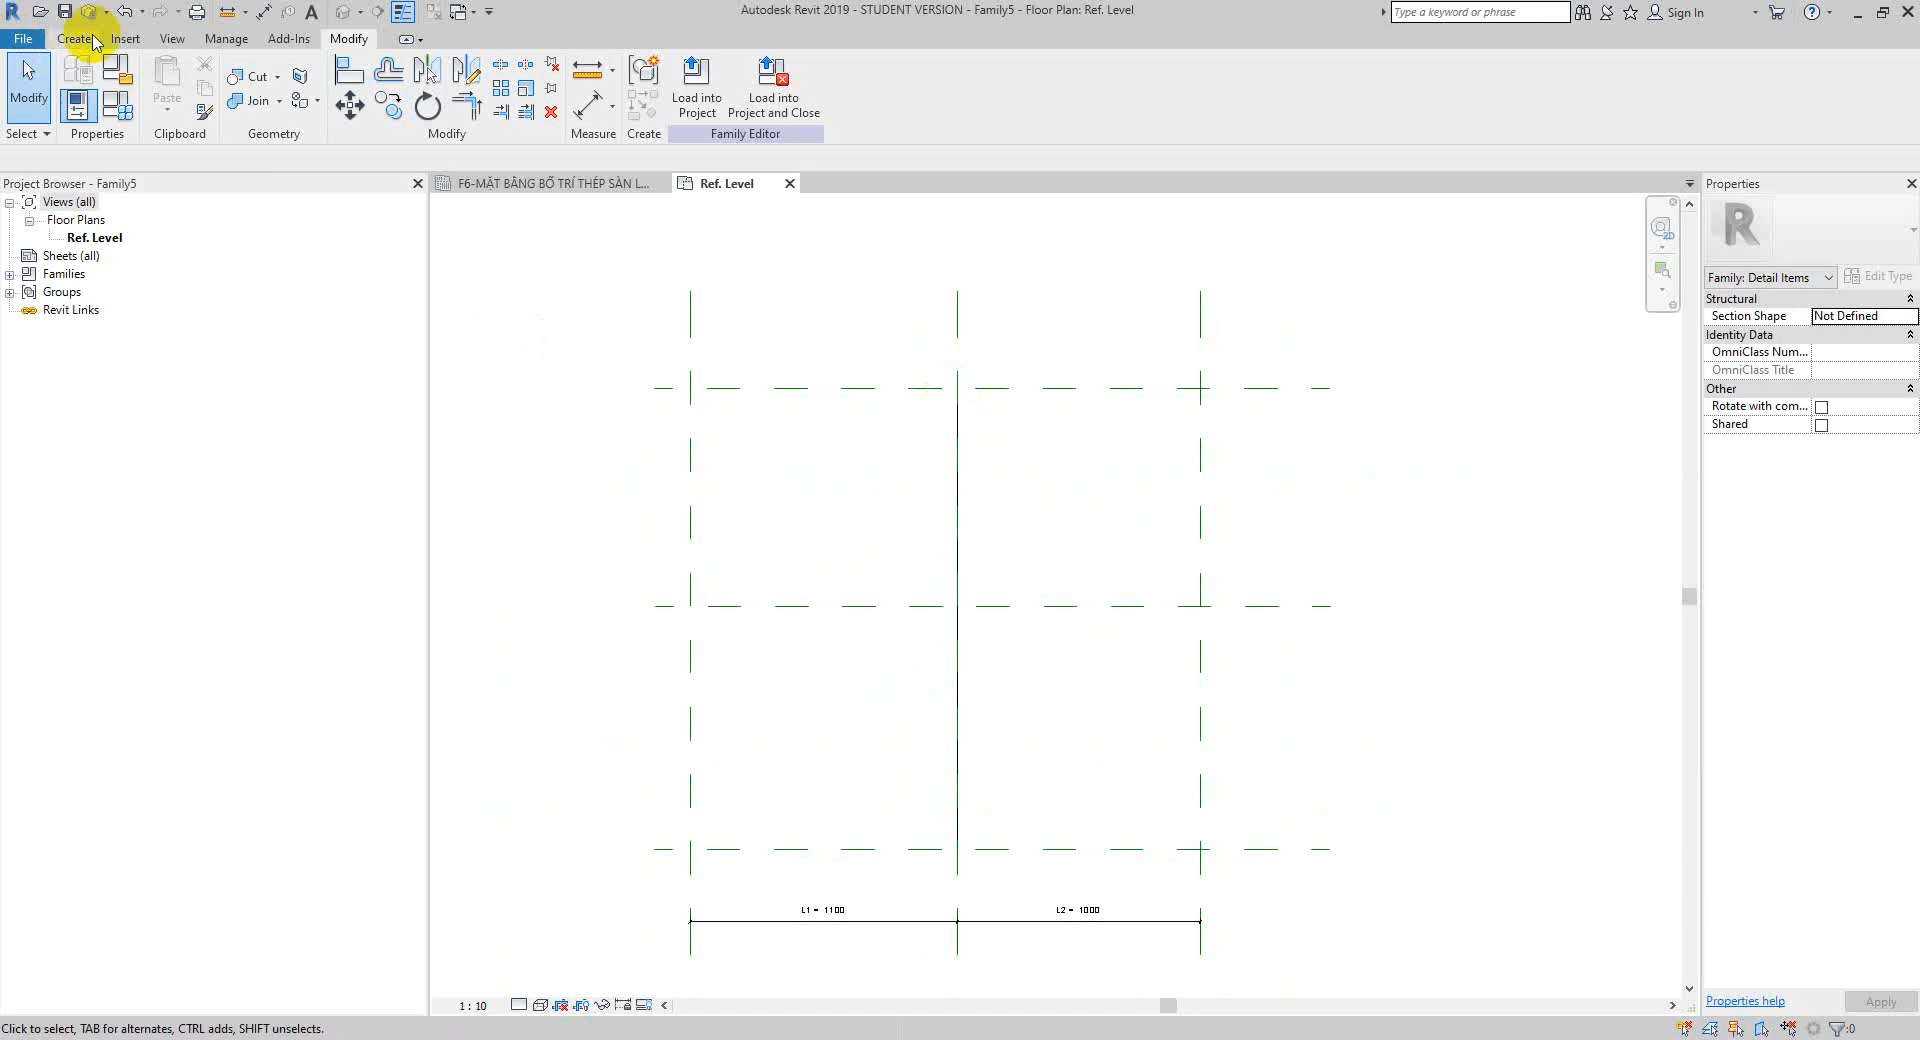 Autodesk Revit 2019 - STUDENT VERSION - Family5 - Floor Plan: Ref. Level
Type a keyword or phrase
Sign In
File Create Insert View Manage Add-Ins Modify
Modify
Paste
Cut
Join
Load into Project
Load into Project and Close
Select Properties Clipboard Geometry Modify Measure Create Family Editor
Project Browser - Family5
F6-MẶT BẰNG BỐ TRÍ THÉP SÀN L...
Ref. Level
Properties
Views (all)
Floor Plans
Ref. Level
Sheets (all)
Families
Groups
Revit Links
2D
R
Family: Detail Items
Edit Type
Structural
Section Shape Not Defined
Identity Data
OmniClass Num...
OmniClass Title
Other
Rotate with com...
Shared
L1 = 1100
L2 = 1000
1 : 10
Properties help
Apply
Click to select, TAB for alternates, CTRL adds, SHIFT unselects.
:0